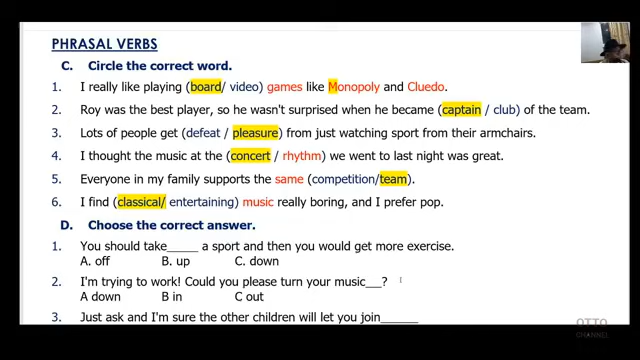 PHRASAL VERBS
C. Circle the correct word.
1. I really like playing (board/ video) games like Monopoly and Cluedo.
2. Roy was the best player, so he wasn't surprised when he became (captain / club) of the team.
3. Lots of people get (defeat / pleasure) from just watching sport from their armchairs.
4. I thought the music at the (concert / rhythm) we went to last night was great.
5. Everyone in my family supports the same (competition/team).
6. I find (classical/ entertaining) music really boring, and I prefer pop.
D. Choose the correct answer.
1. You should take_____ a sport and then you would get more exercise.
A. off B. up C. down
2. I'm trying to work! Could you please turn your music___?
A down B in C out
3. Just ask and I'm sure the other children will let you join______
OTTO
CHANNEL